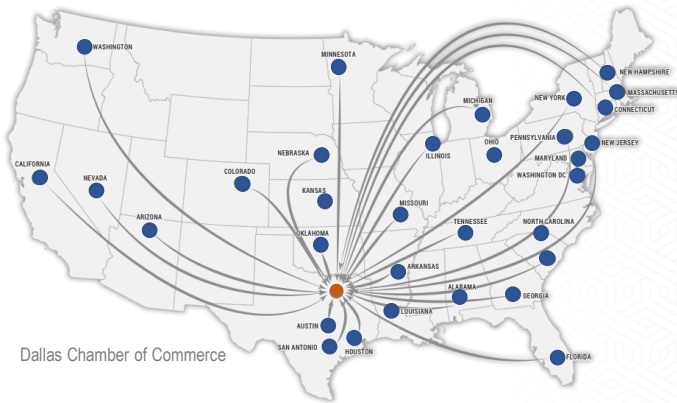 WASHINGTON
MINNESOTA
NEW HAMPSHIRE
MASSACHUSETTS
MICHIGAN
NEW YORK
CONNECTICUT
PENNSYLVANIA
OHIO
NEW JERSEY
NEBRASKA
ILLINOIS
MARYLAND
CALIFORNIA
COLORADO
WASHINGTON DC
NEVADA
KANSAS
MISSOURI
ARIZONA
OKLAHOMA
TENNESSEE
NORTH CAROLINA
ARKANSAS
ALABAMA
GEORGIA
LOUISIANA
AUSTIN
SAN ANTONIO
HOUSTON
Dallas Chamber of Commerce
FLORIDA